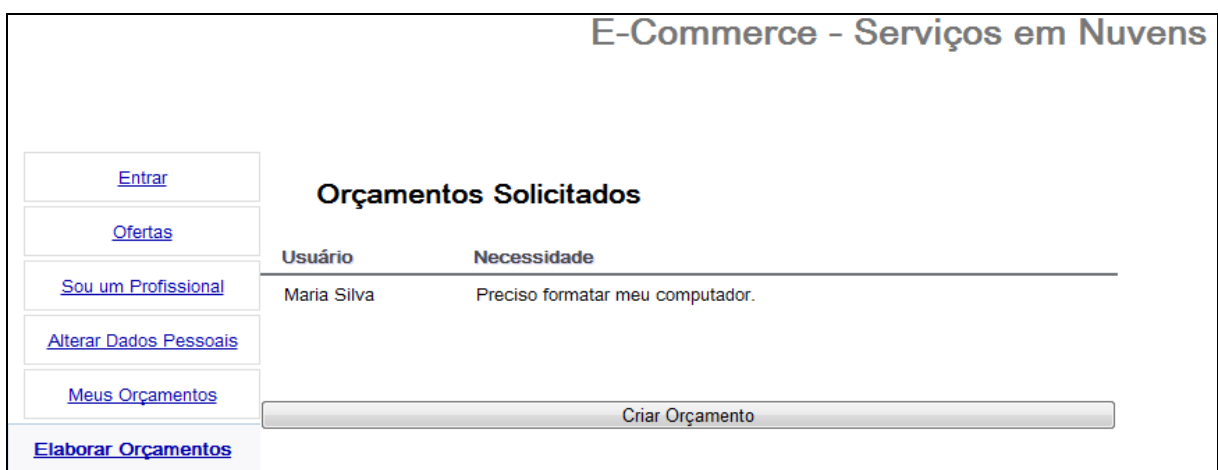 E-Commerce - Serviços em Nuvens
Entrar
Ofertas
Sou um Profissional
Alterar Dados Pessoais
Meus Orçamentos
Elaborar Orçamentos
Orçamentos Solicitados
Usuário Necessidade
Maria Silva Preciso formatar meu computador.
Criar Orçamento